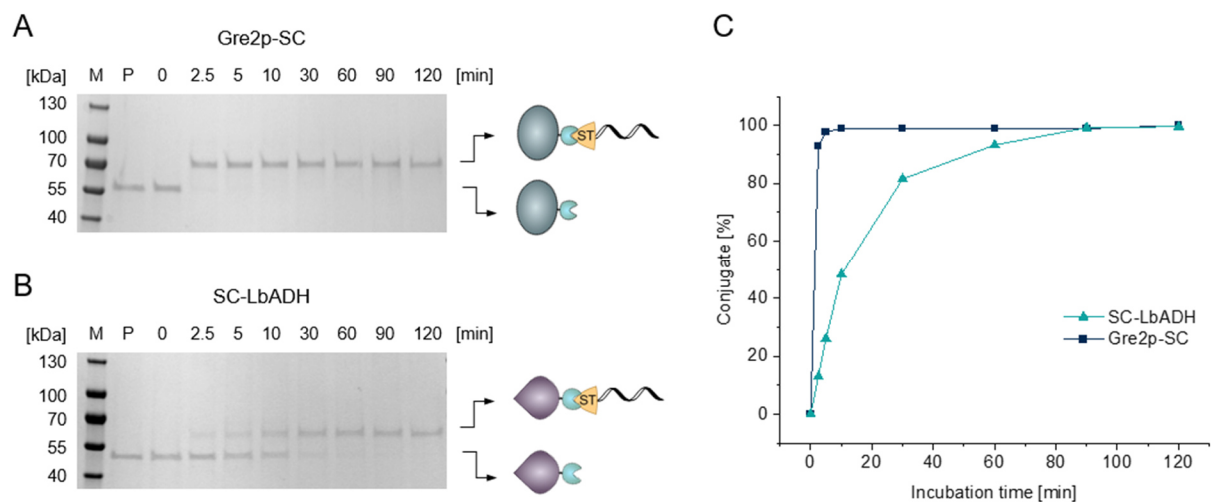 A
Gre2p-SC
[kDa] M P 0 2.5 5 10 30 60 90 120 [min]
130
100
70
55
40
ST
B
SC-LbADH
[kDa] M P 0 2.5 5 10 30 60 90 120 [min]
130
100
70
55
40
ST
C
Conjugate [%]
100
80
60
40
20
0
SC-LbADH
Gre2p-SC
0 20 40 60 80 100 120
Incubation time [min]